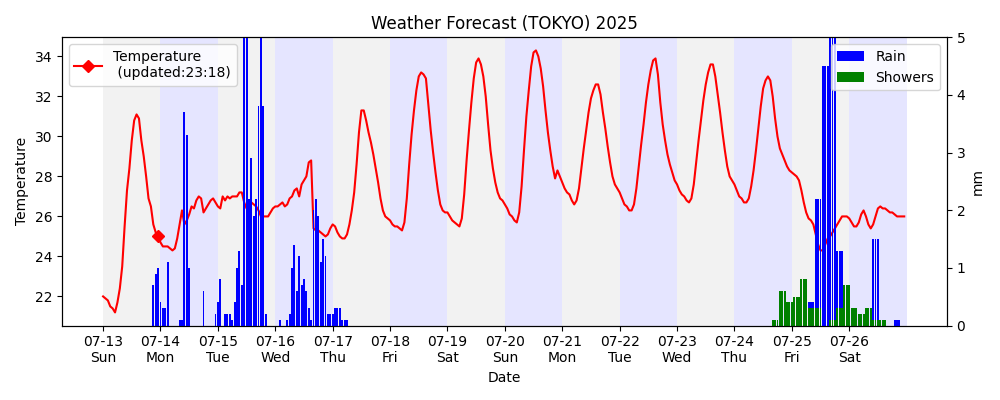 Weather Forecast (TOKYO) 2025
Temperature
(updated:23:18)
Rain
Showers
Temperature
34
32
30
28
26
24
22
5
4
3
2
1
0
mm
07-13 07-14 07-15 07-16 07-17 07-18 07-19 07-20 07-21 07-22 07-23 07-24 07-25 07-26
Sun Mon Tue Wed Thu Fri Sat Sun Mon Tue Wed Thu Fri Sat
Date